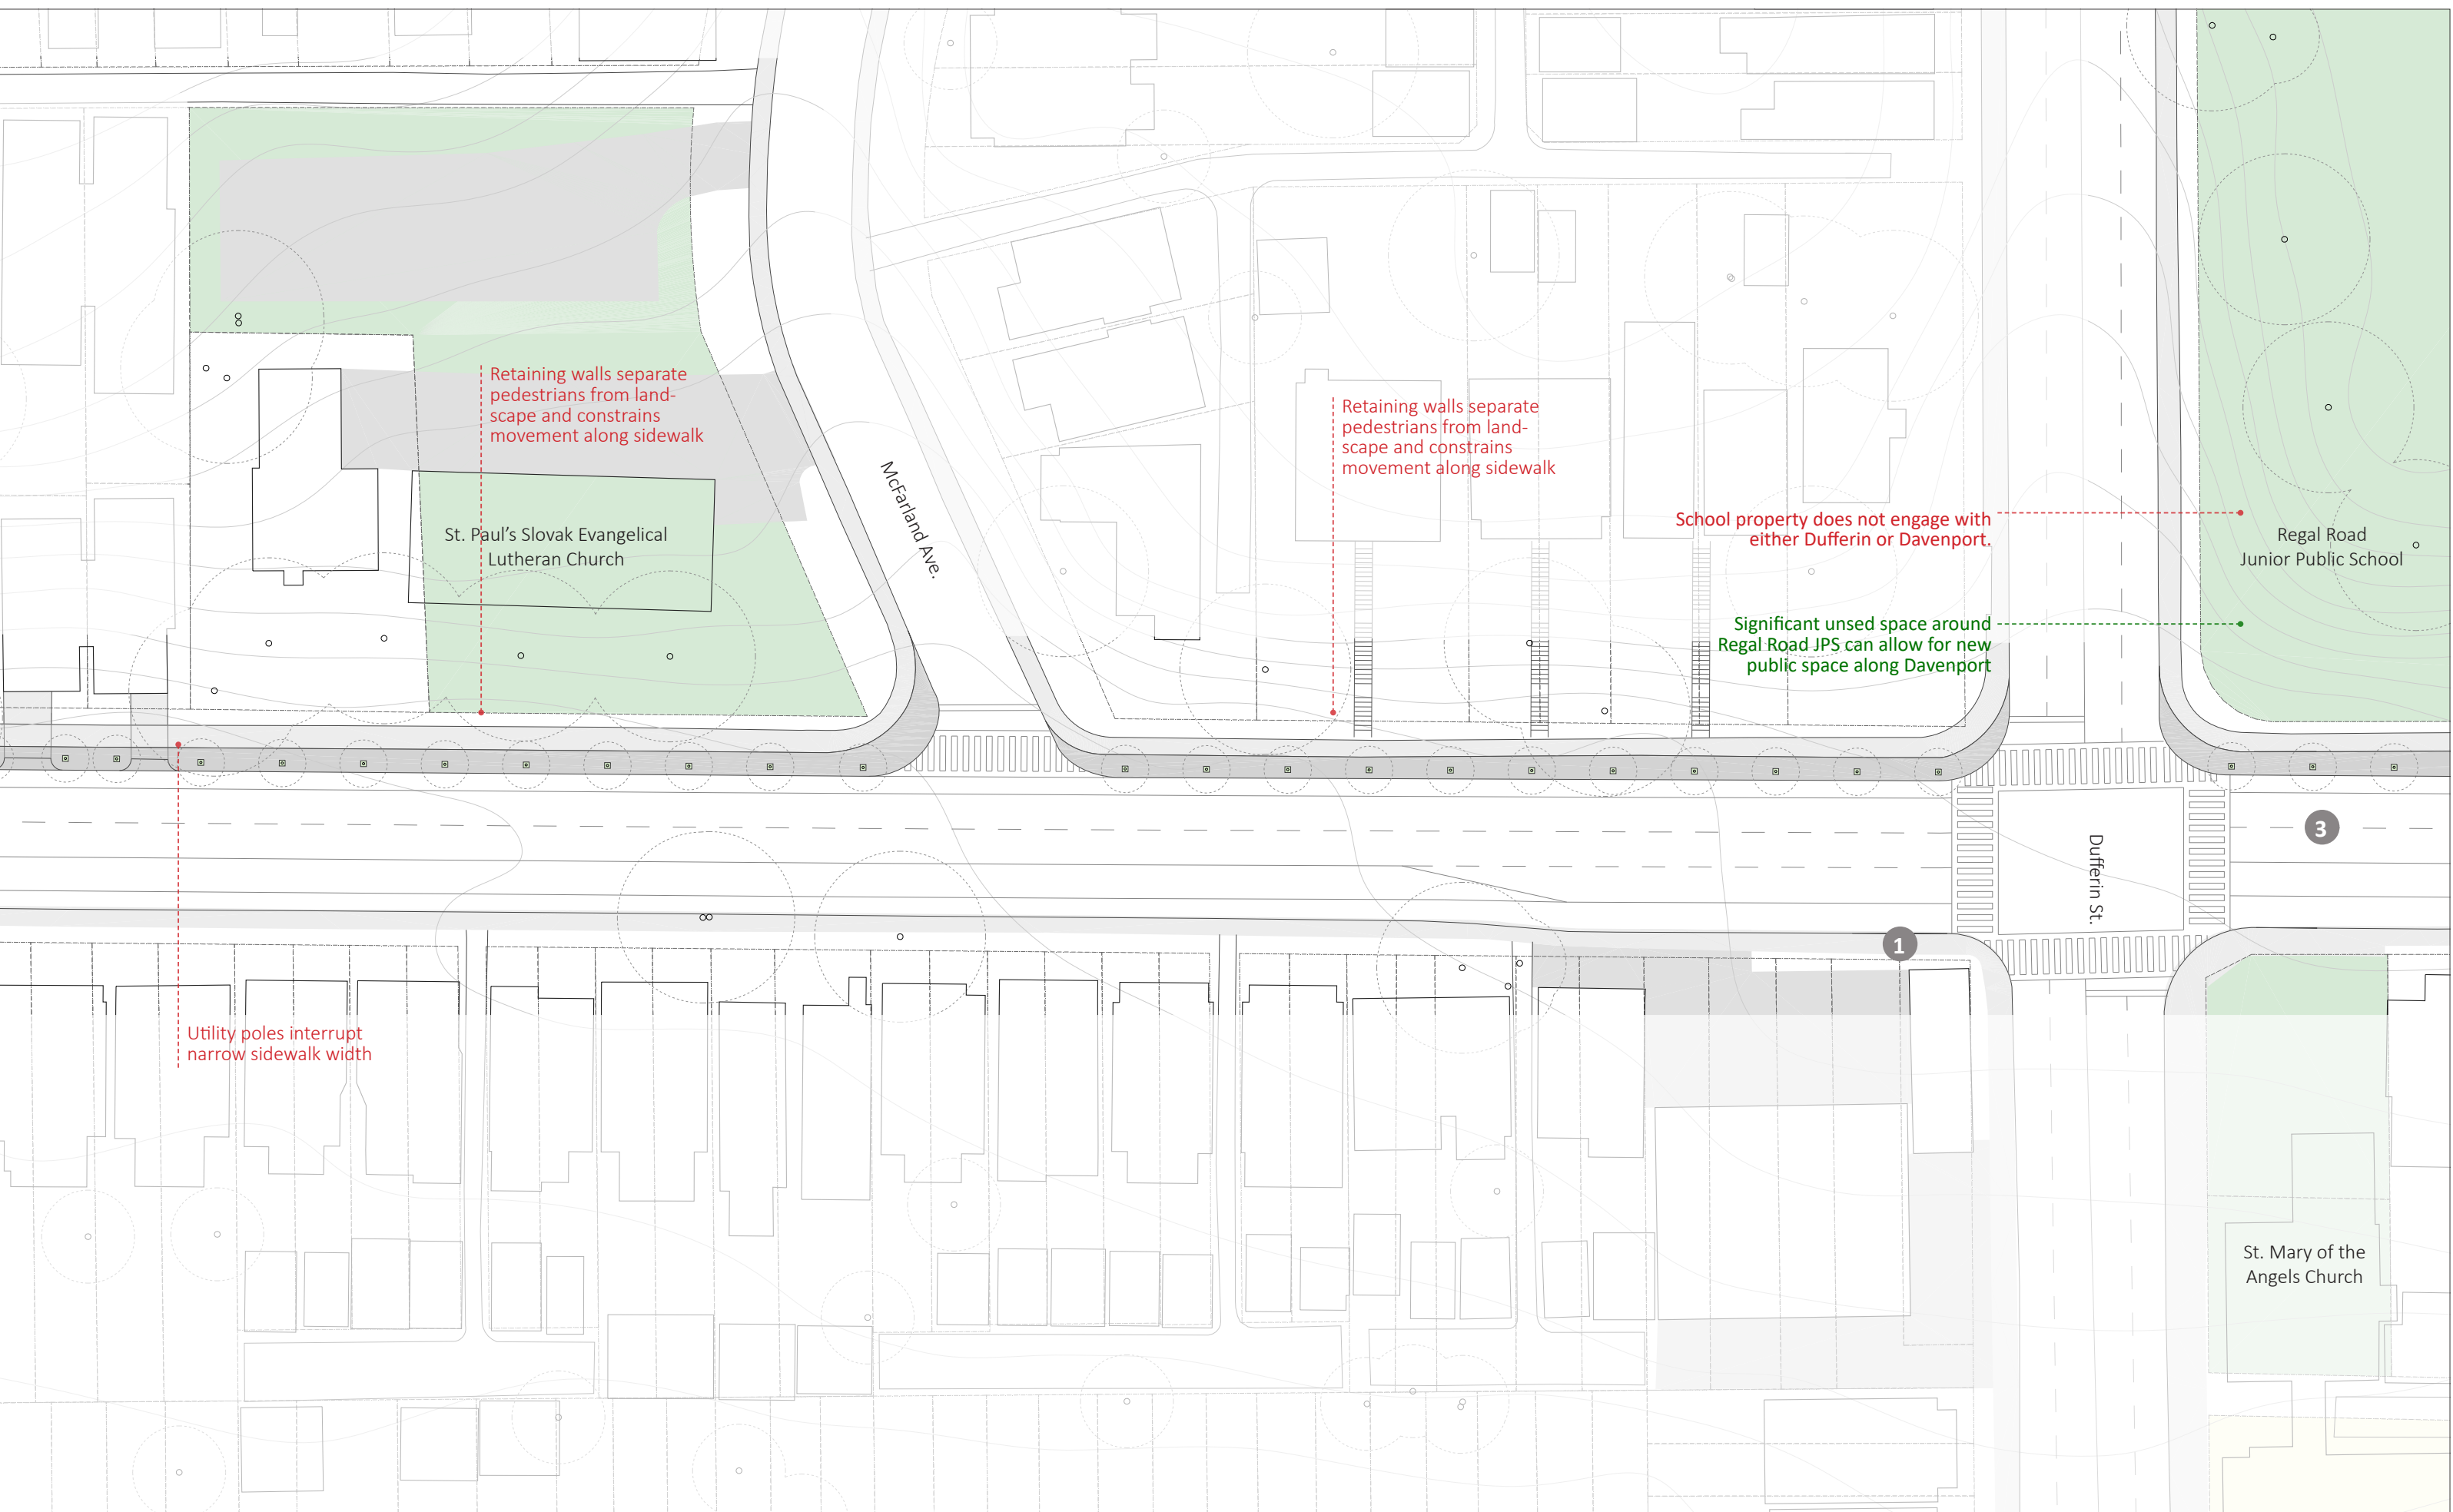 Retaining walls separate
pedestrians from land-
scape and constrains
movement along sidewalk
Retaining walls separate
pedestrians from land-
scape and constrains
movement along sidewalk
McFarland Ave.
St. Paul’s Slovak Evangelical
Lutheran Church
School property does not engage with
either Dufferin or Davenport.
Regal Road
Junior Public School
Significant unsed space around
Regal Road JPS can allow for new
public space along Davenport
3
Dufferin St.
1
Utility poles interrupt
narrow sidewalk width
St. Mary of the
Angels Church